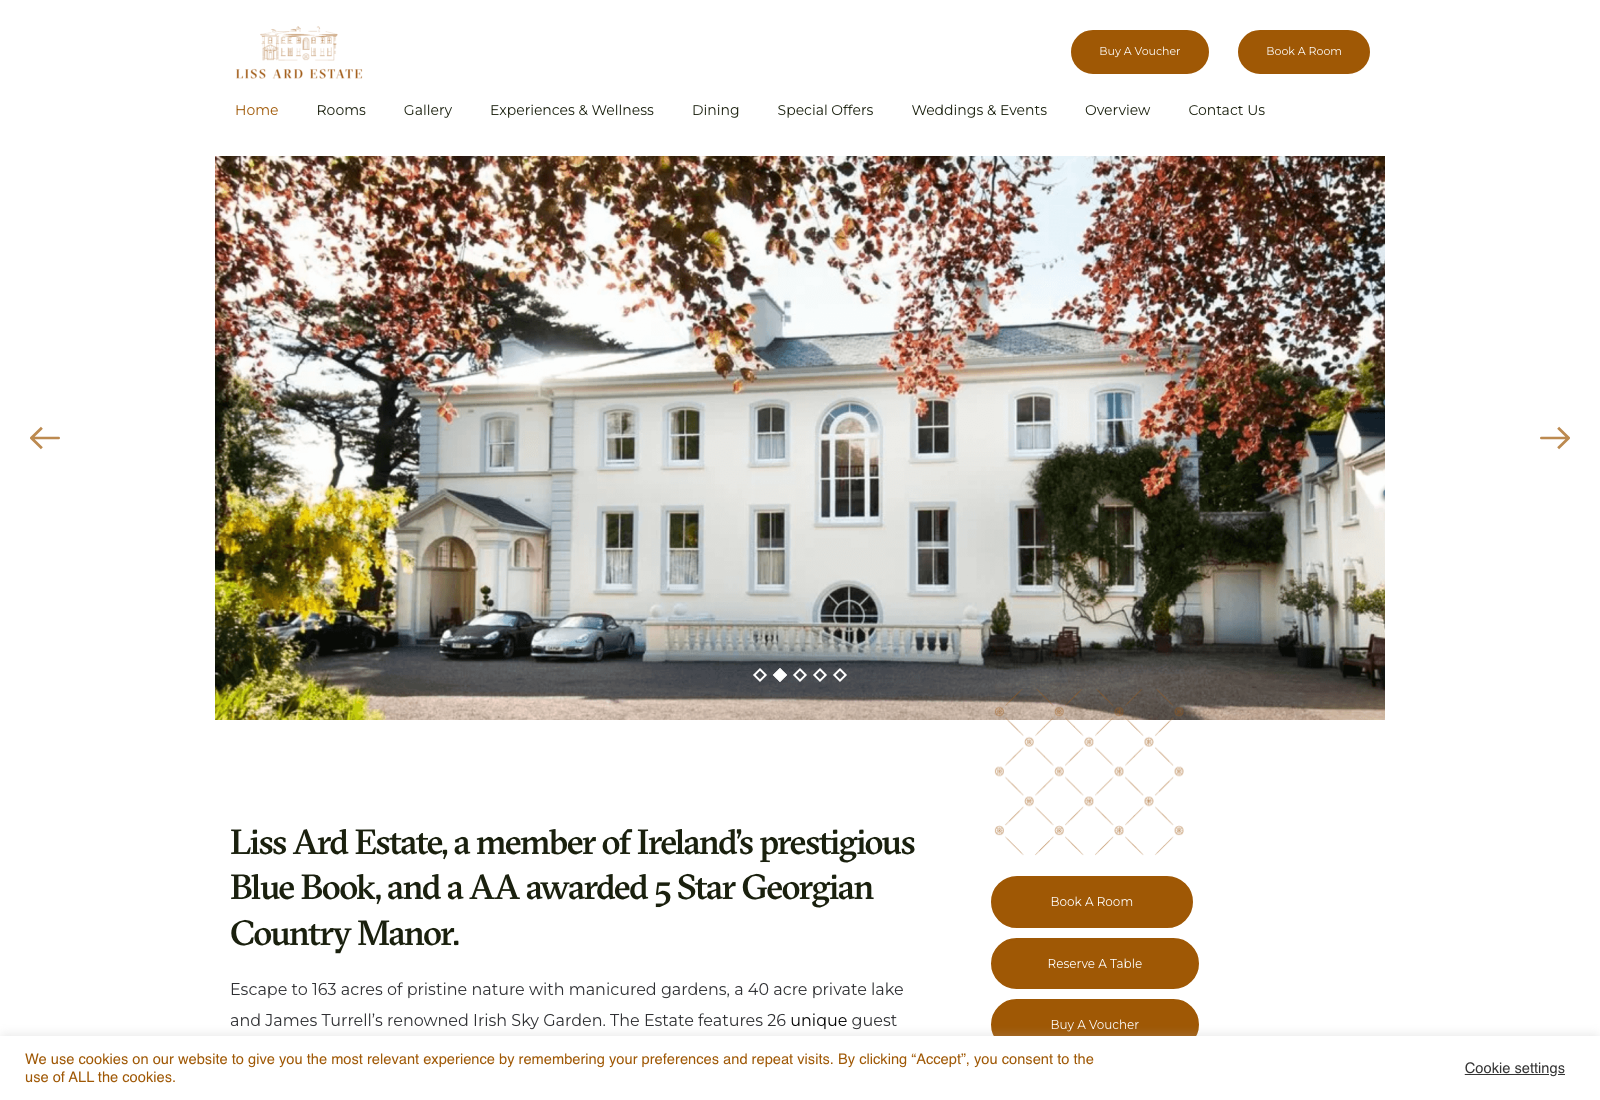 LISS ARD ESTATE
Buy A Voucher
Book A Room
Home
Rooms
Gallery
Experiences & Wellness
Dining
Special Offers
Weddings & Events
Overview
Contact Us
Liss Ard Estate, a member of Ireland's prestigious
Blue Book, and a AA awarded 5 Star Georgian
Country Manor.
Escape to 163 acres of pristine nature with manicured gardens, a 40 acre private lake
and James Turrell's renowned Irish Sky Garden. The Estate features 26 unique guest
Book A Room
Reserve A Table
Buy A Voucher
We use cookies on our website to give you the most relevant experience by remembering your preferences and repeat visits. By clicking “Accept”, you consent to the
use of ALL the cookies.
Cookie settings